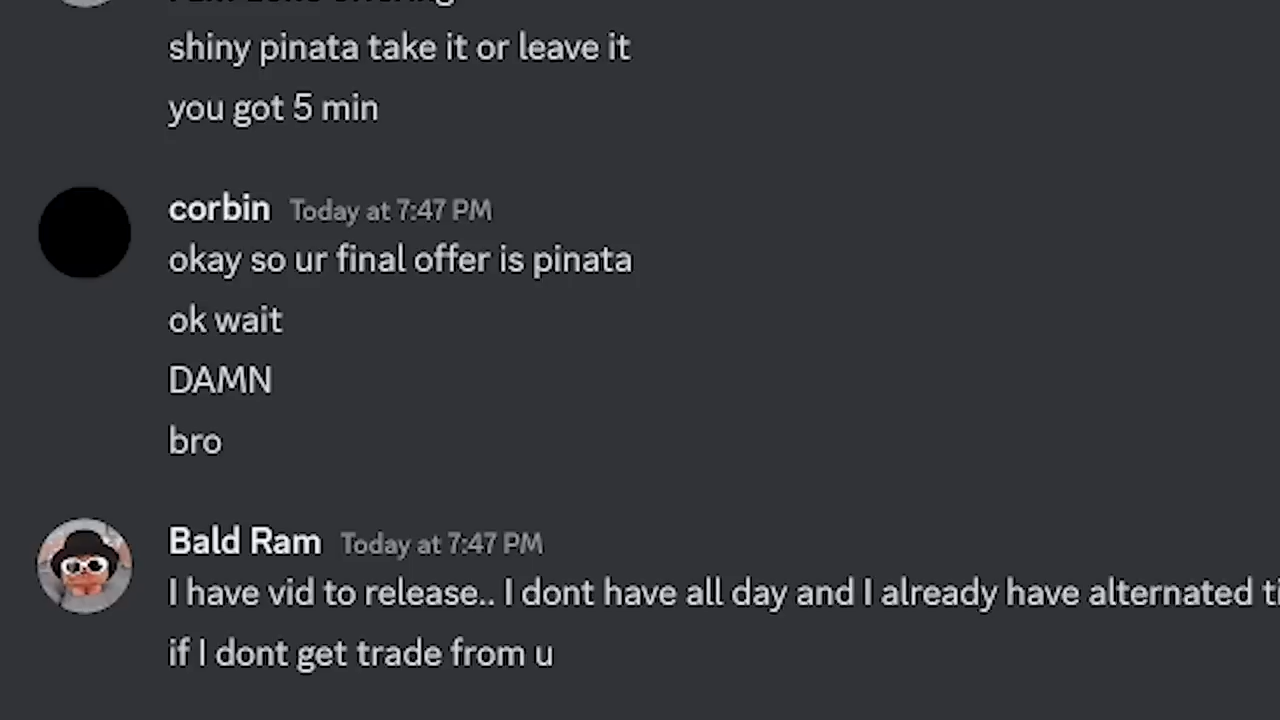 shiny pinata take it or leave it
you got 5 min
corbin Today at 7:47 PM
okay so ur final offer is pinata
ok wait
DAMN
bro
Bald Ram Today at 7:47 PM
I have vid to release.. I dont have all day and I already have alternated
if I dont get trade from u